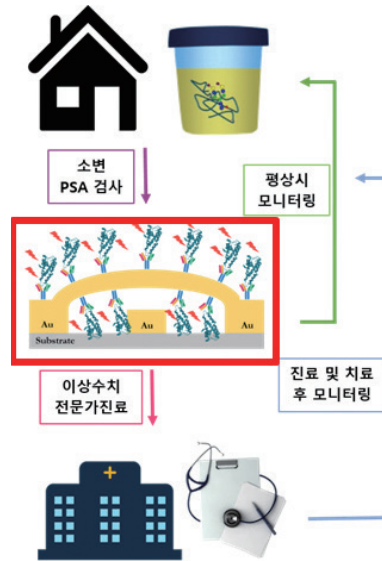 소변
PSA 검사
평상시
모니터링
Au
Au
Au
Substrate
이상수치
전문가진료
진료 및 치료
후 모니터링